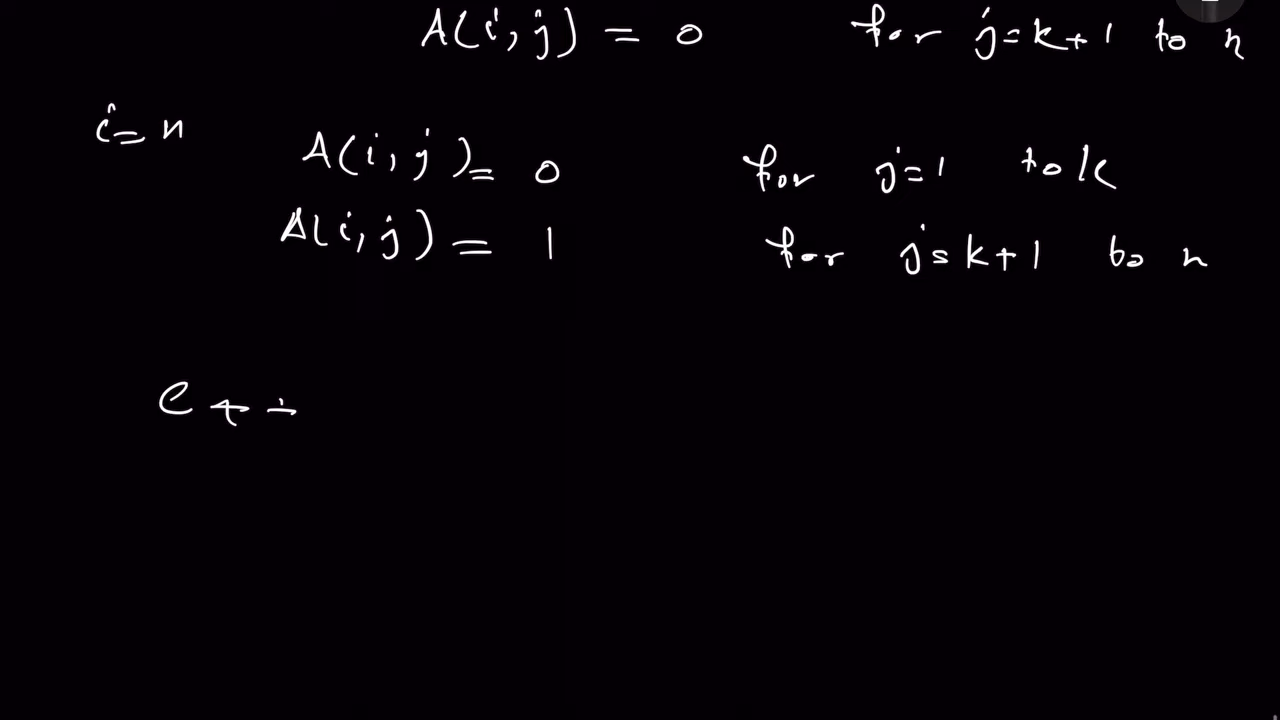 A(i,j) = 0 for j=k+1 to n
i=n A(i,j)= 0 for j=1 to k
A(i,j) = 1 for j=k+1 to n